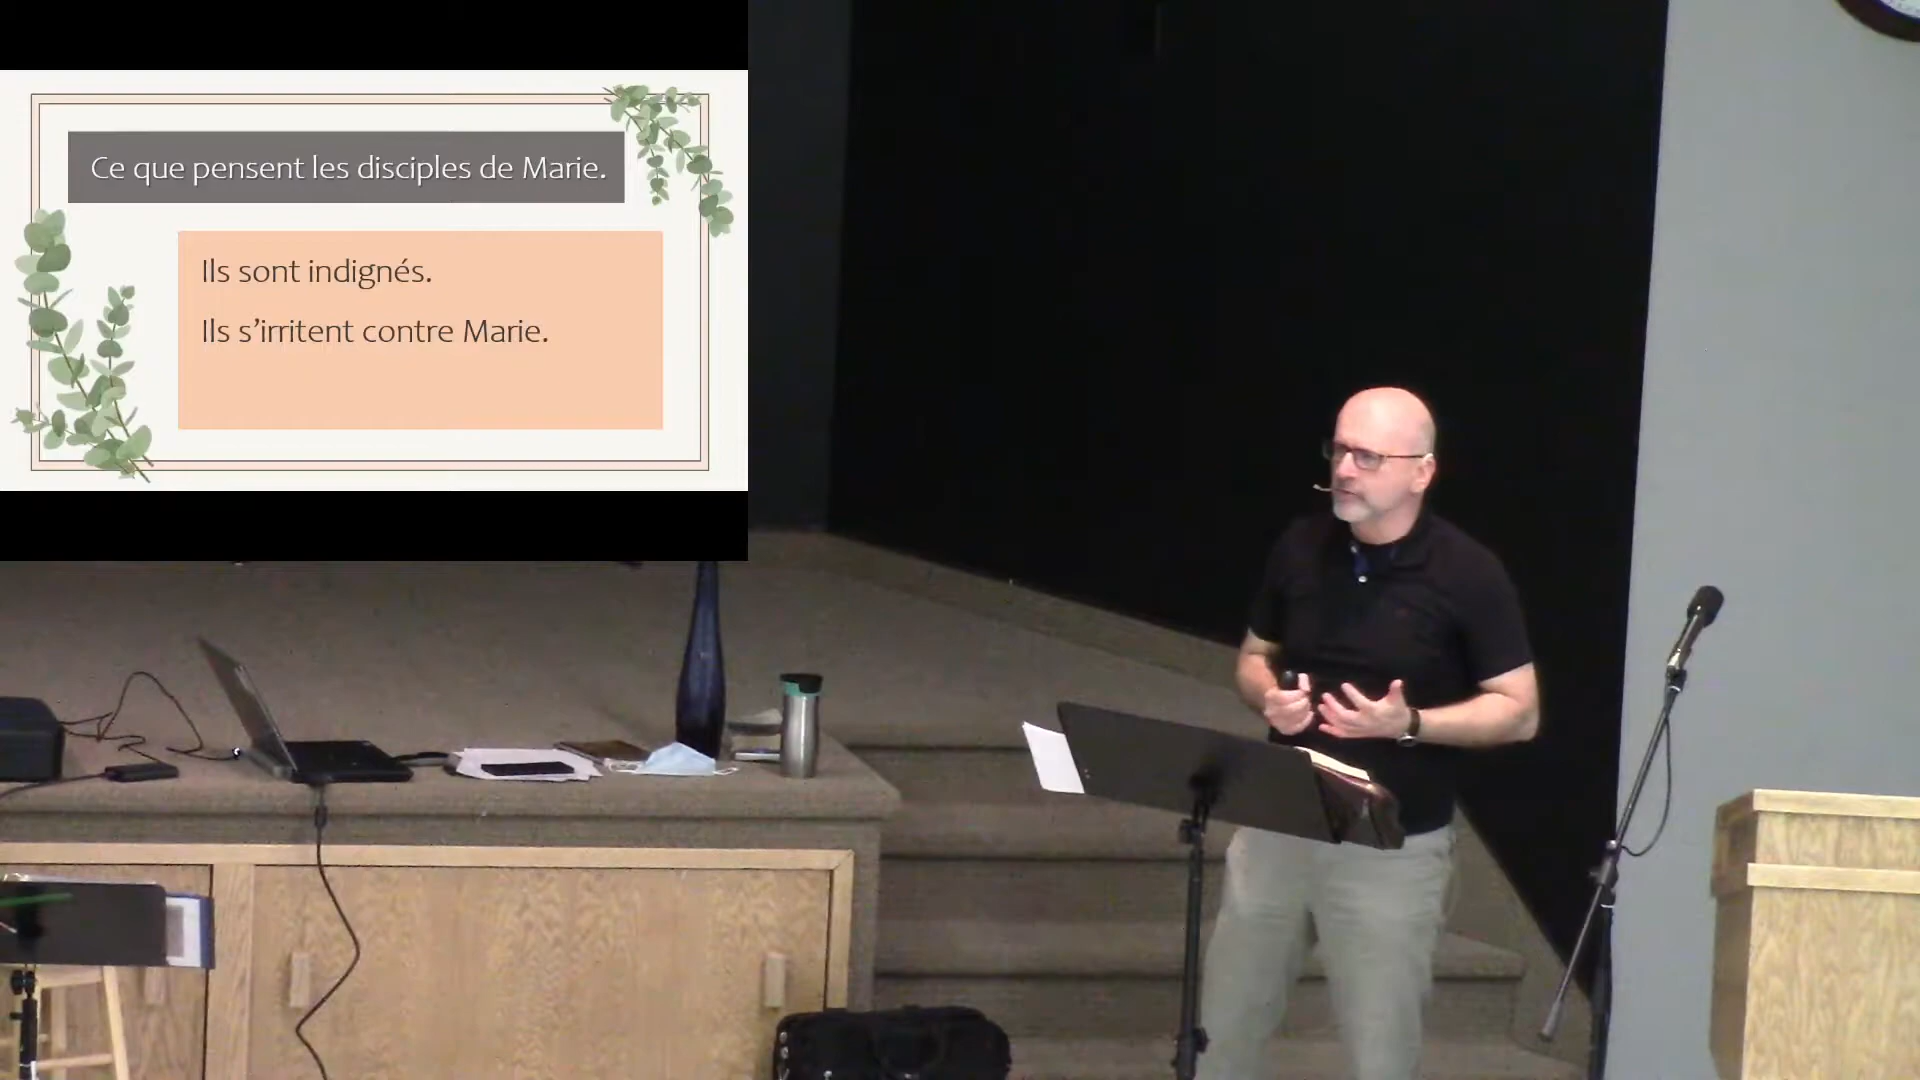 Ce que pensent les disciples de Marie.
Ils sont indignés.
Ils s’irritent contre Marie.